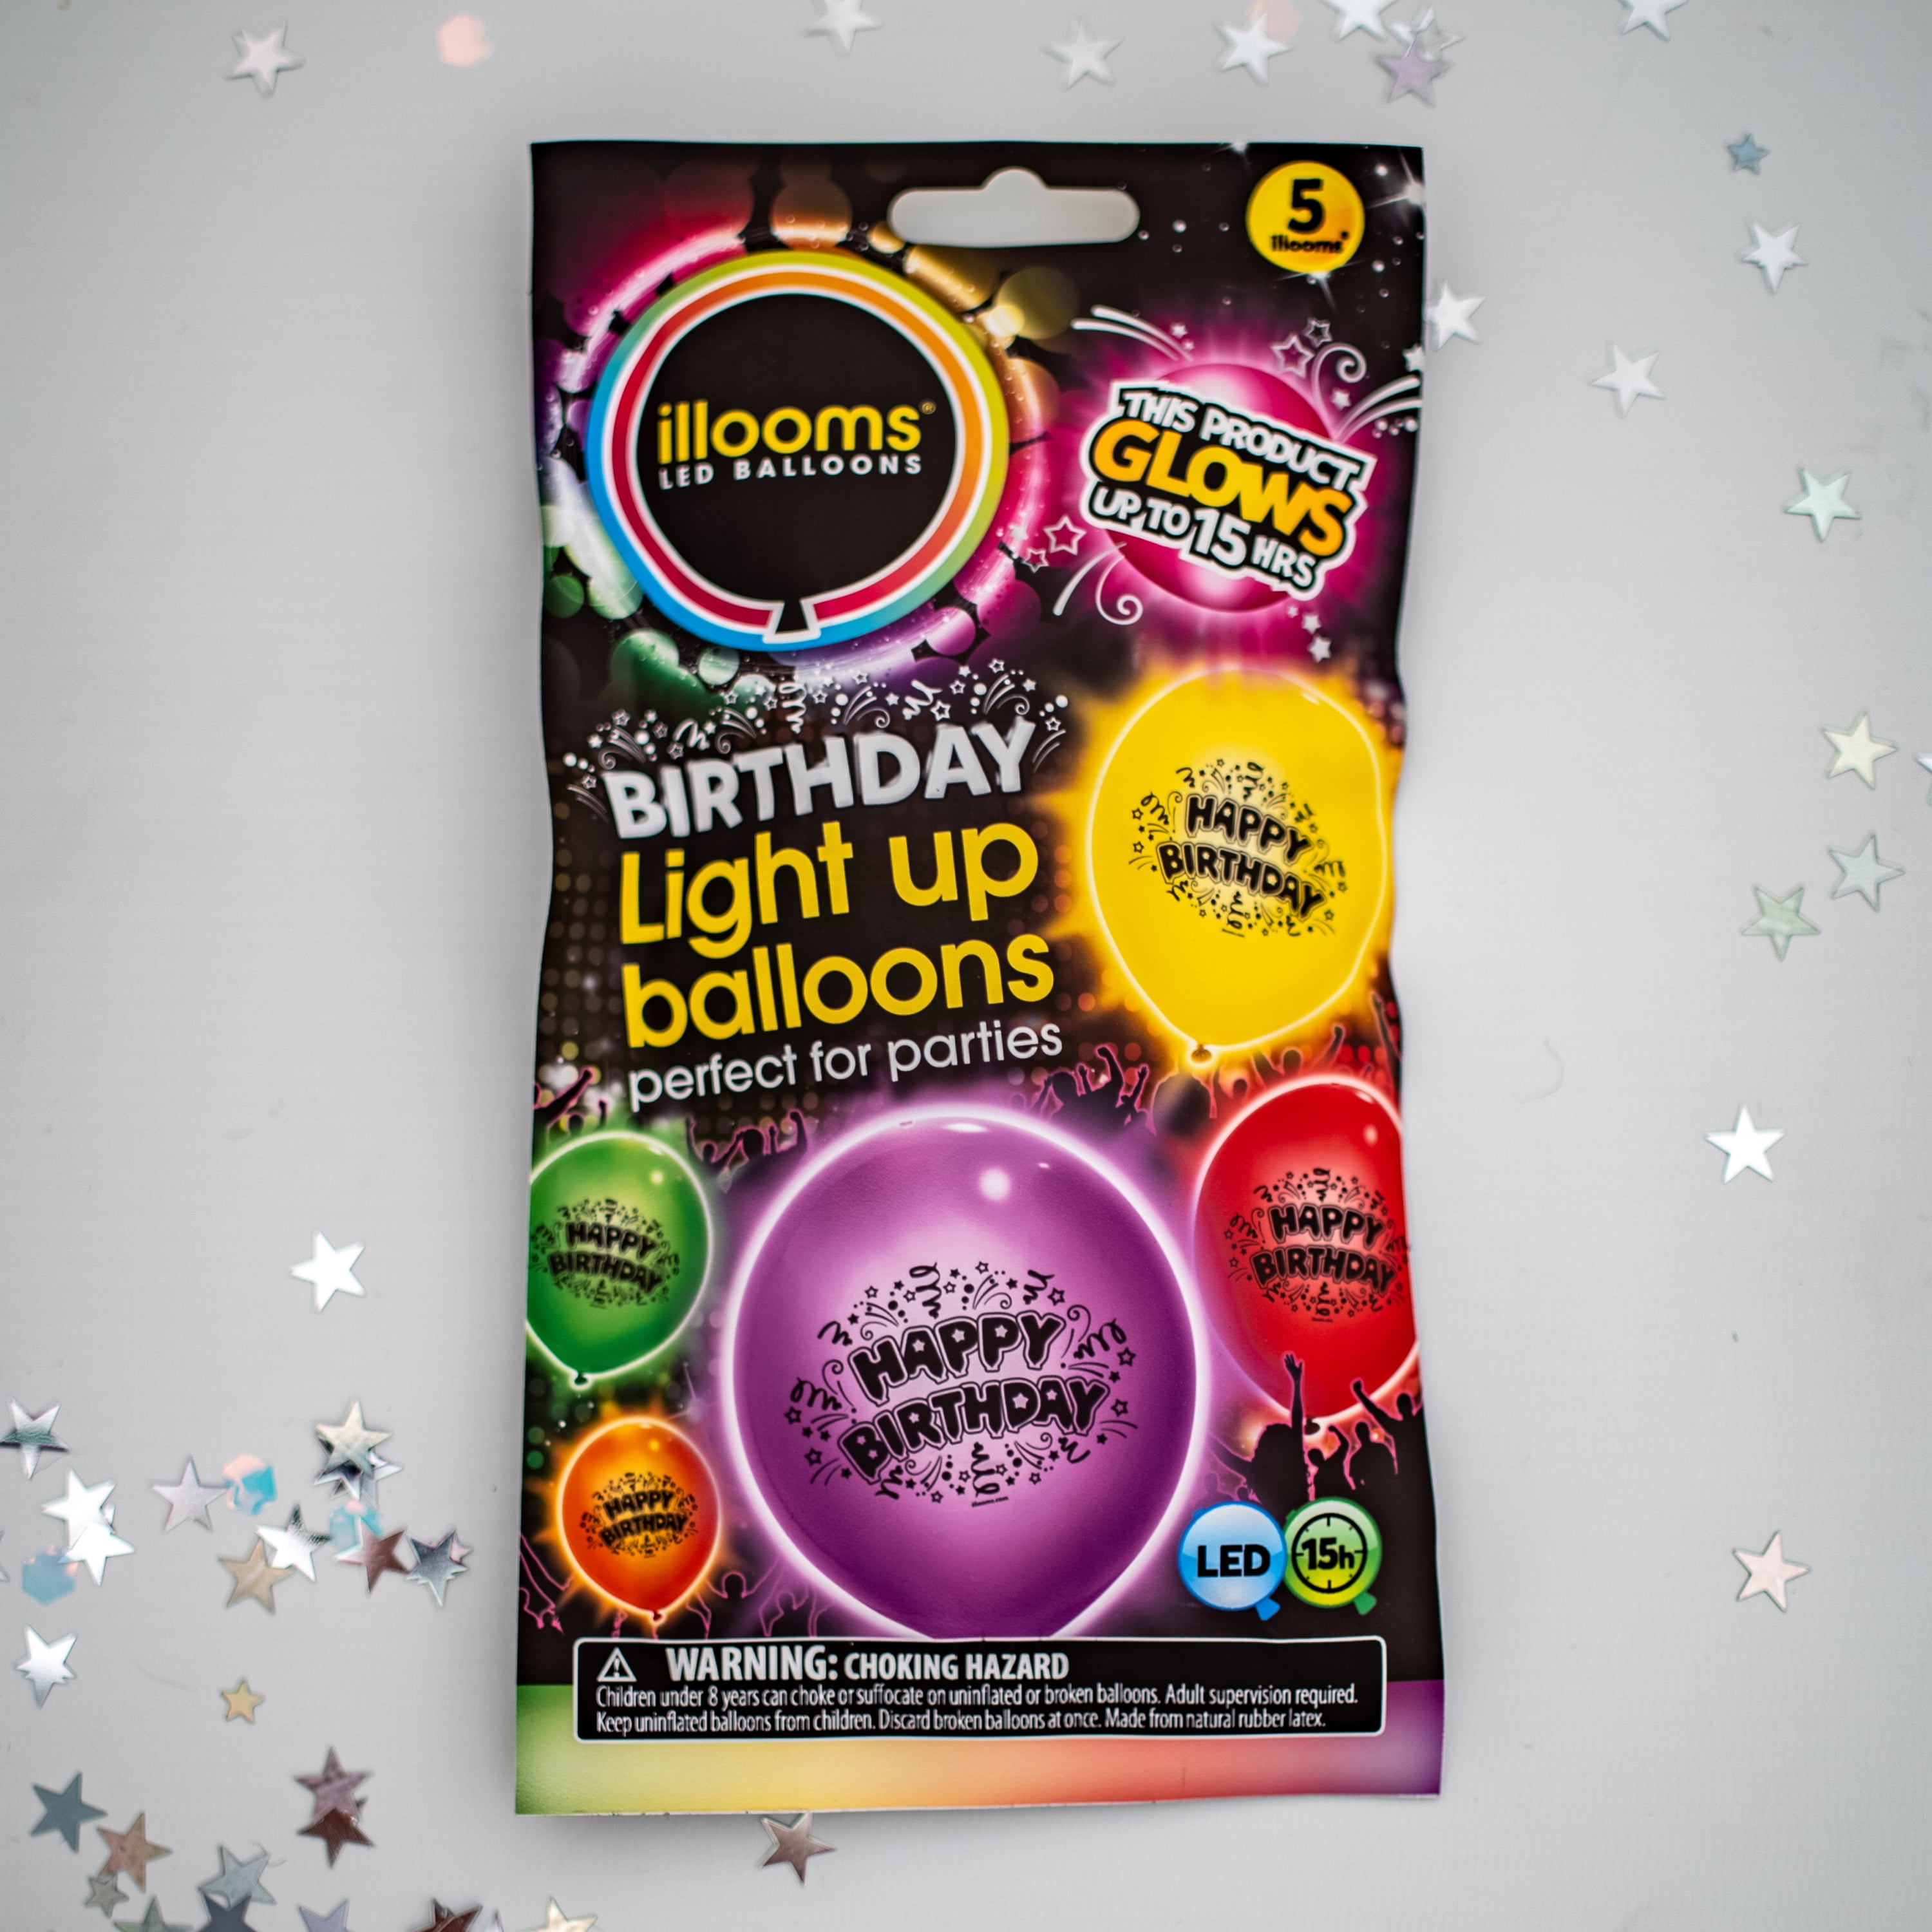 5
illooms®
illooms®
LED BALLOONS
THIS PRODUCT
GLOWS
UP TO 15 HRS
BIRTHDAY
Light up
balloons
perfect for parties
HAPPY
BIRTHDAY
HAPPY
BIRTHDAY
HAPPY
BIRTHDAY
HAPPY
BIRTHDAY
illooms.com
HAPPY
BIRTHDAY
LED
15h
WARNING: CHOKING HAZARD
Children under 8 years can choke or suffocate on uninflated or broken balloons. Adult supervision required.
Keep uninflated balloons from children. Discard broken balloons at once. Made from natural rubber latex.